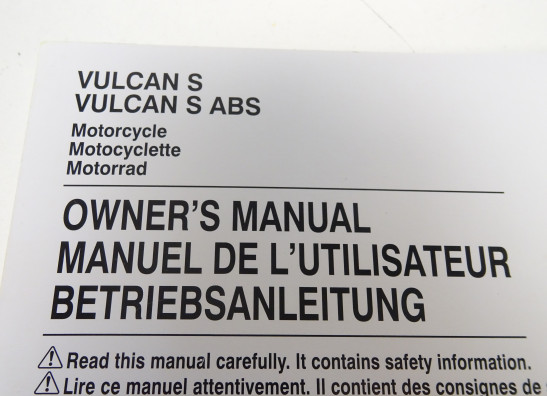 VULCAN S
VULCAN S ABS
Motorcycle
Motocyclette
Motorrad
OWNER'S MANUAL
MANUEL DE L'UTILISATEUR
BETRIEBSANLEITUNG
Read this manual carefully. It contains safety information.
Lire ce manuel attentivement. Il contient des consignes de